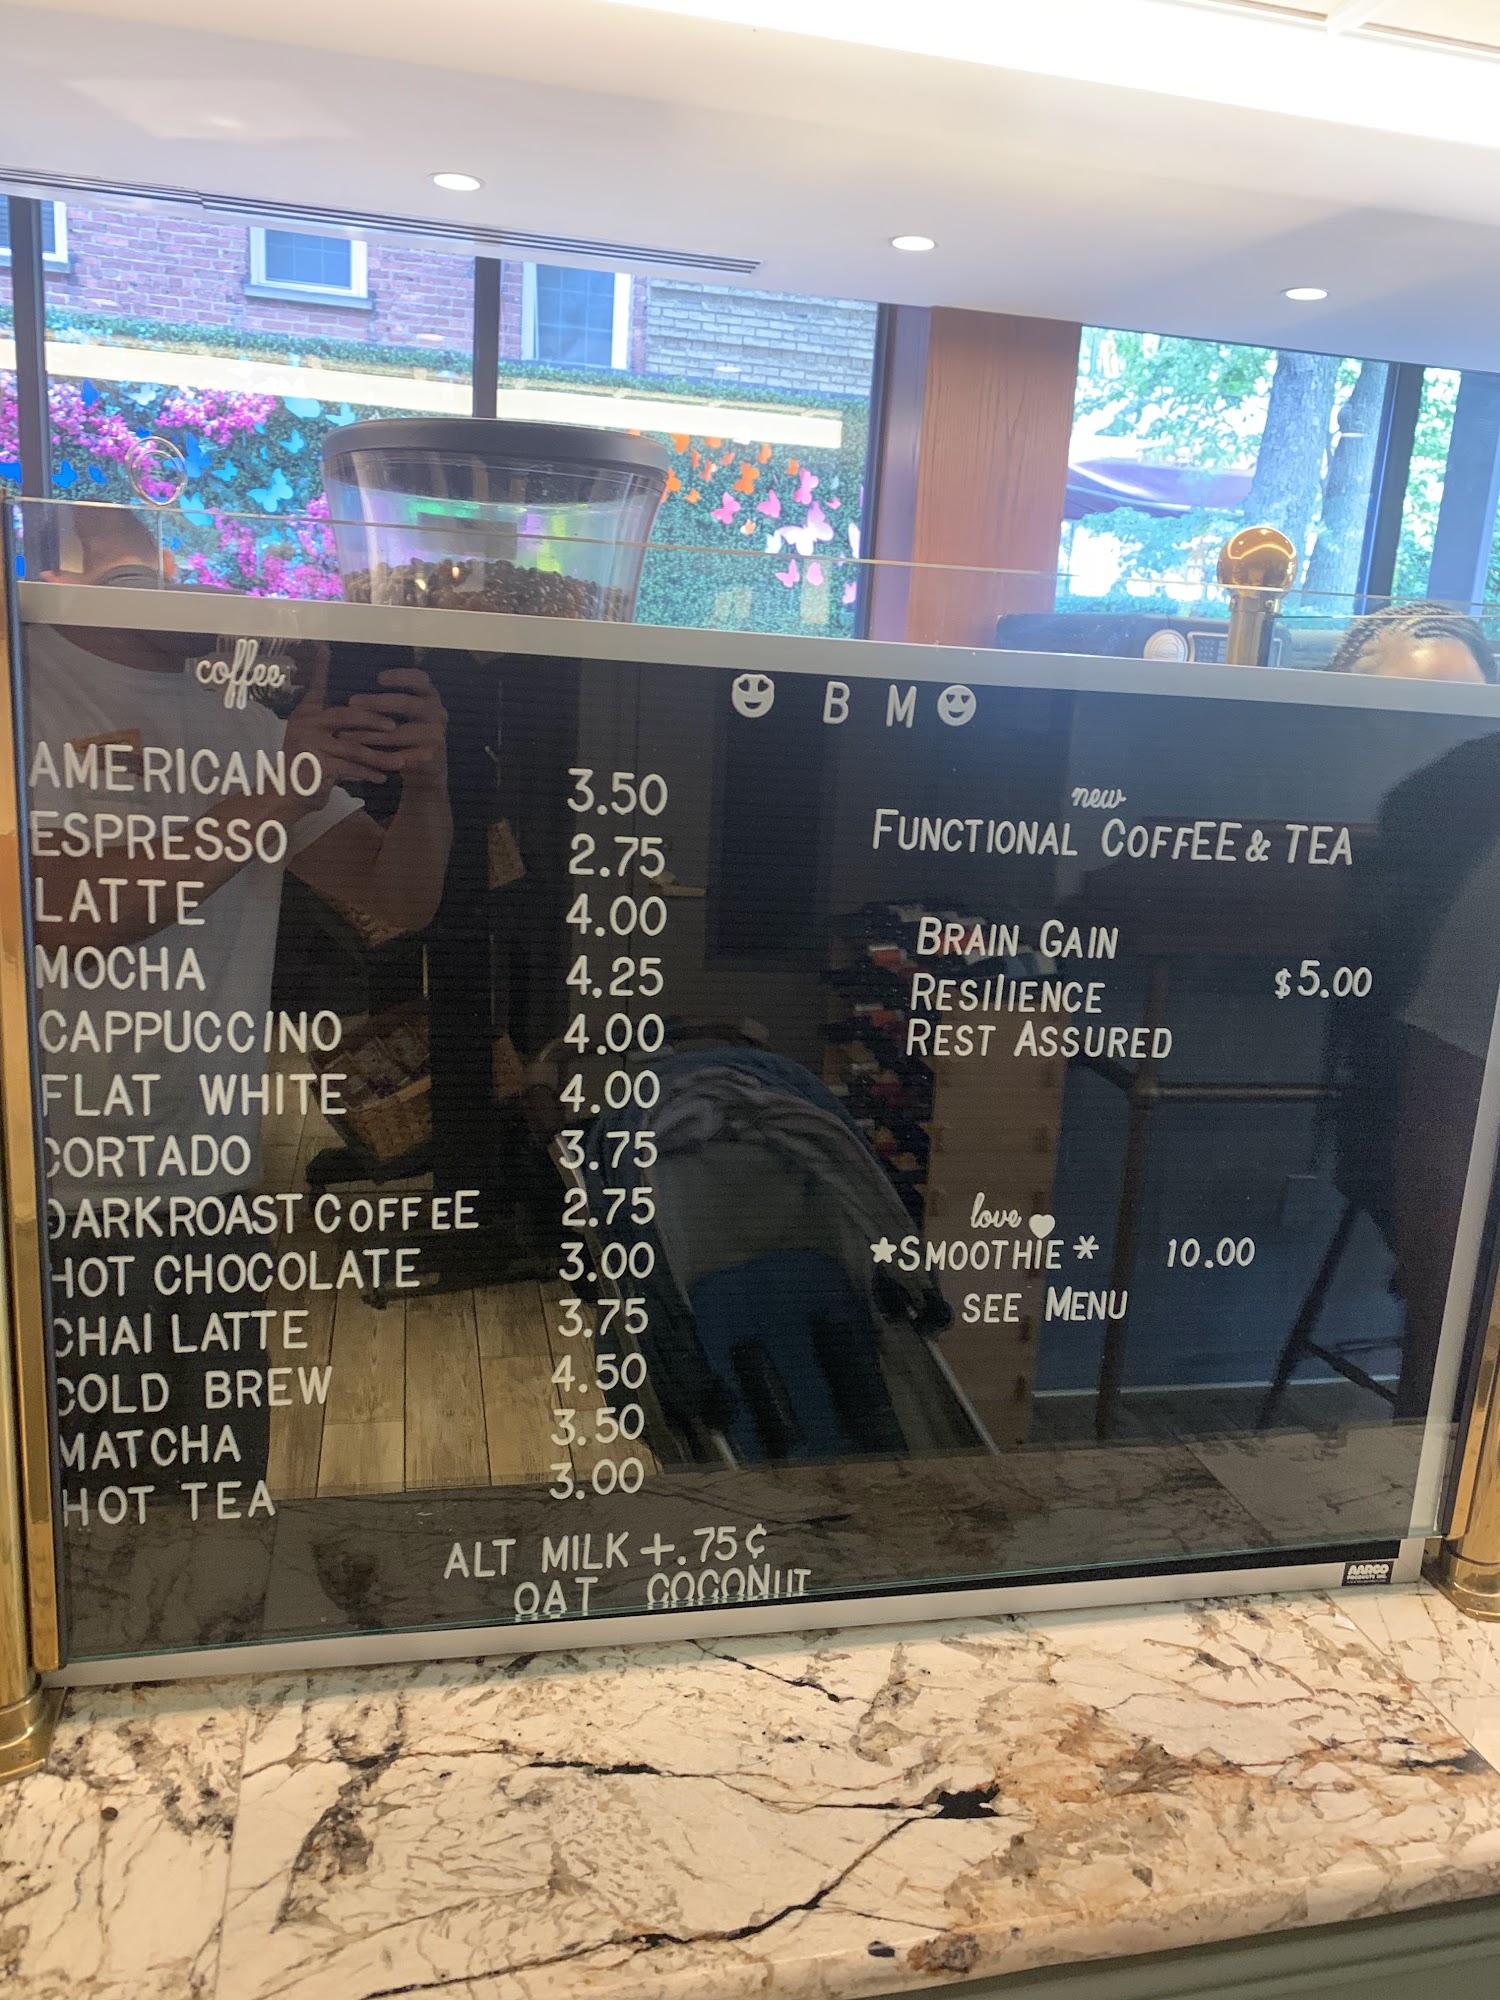 coffee
B M
AMERICANO 3.50
ESPRESSO 2.75
LATTE 4.00
MOCHA 4.25
CAPPUCCINO 4.00
FLAT WHITE 4.00
CORTADO 3.75
DARKROAST COFFEE 2.75
HOT CHOCOLATE 3.00
CHAI LATTE 3.75
COLD BREW 4.50
MATCHA 3.50
HOT TEA 3.00
ALT MILK +.75¢
OAT COCONUT
new
FUNCTIONAL COFFEE & TEA
BRAIN GAIN
RESILIENCE $5.00
REST ASSURED
love
*SMOOTHIE* 10.00
SEE MENU
AARCO
PRODUCTS INC.